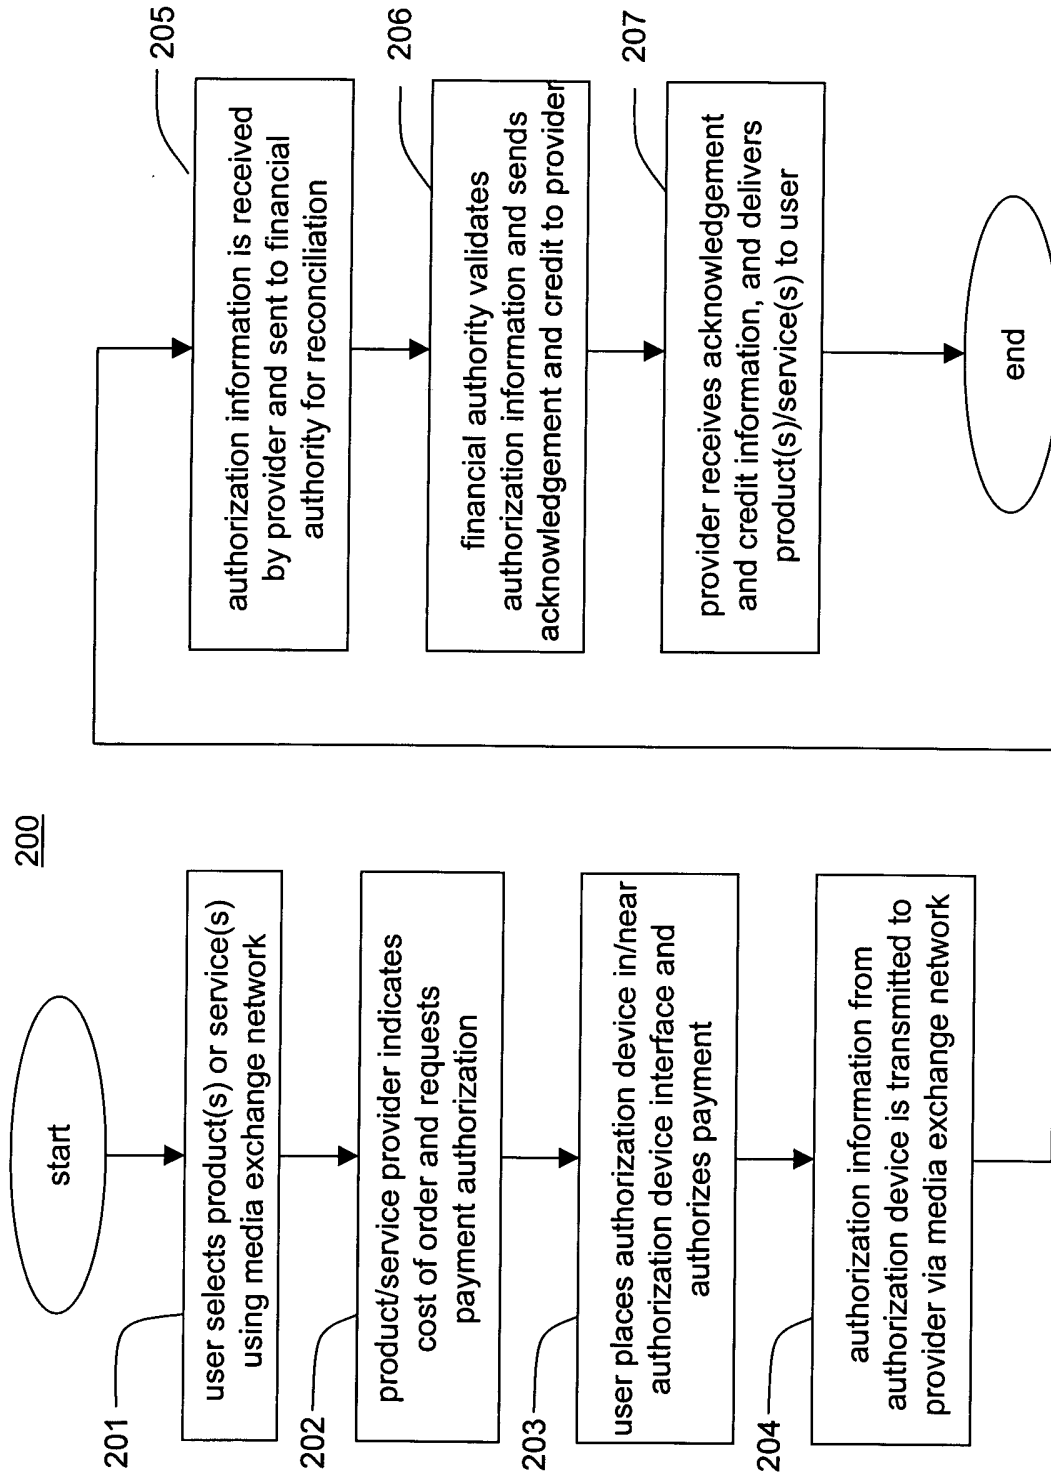 200
start
201
user selects product(s) or service(s)
using media exchange network
202
product/service provider indicates
cost of order and requests
payment authorization
203
user places authorization device in/near
authorization device interface and
authorizes payment
204
authorization information from
authorization device is transmitted to
provider via media exchange network
205
authorization information is received
by provider and sent to financial
authority for reconciliation
206
financial authority validates
authorization information and sends
acknowledgement and credit to provider
207
provider receives acknowledgement
and credit information, and delivers
product(s)/service(s) to user
end